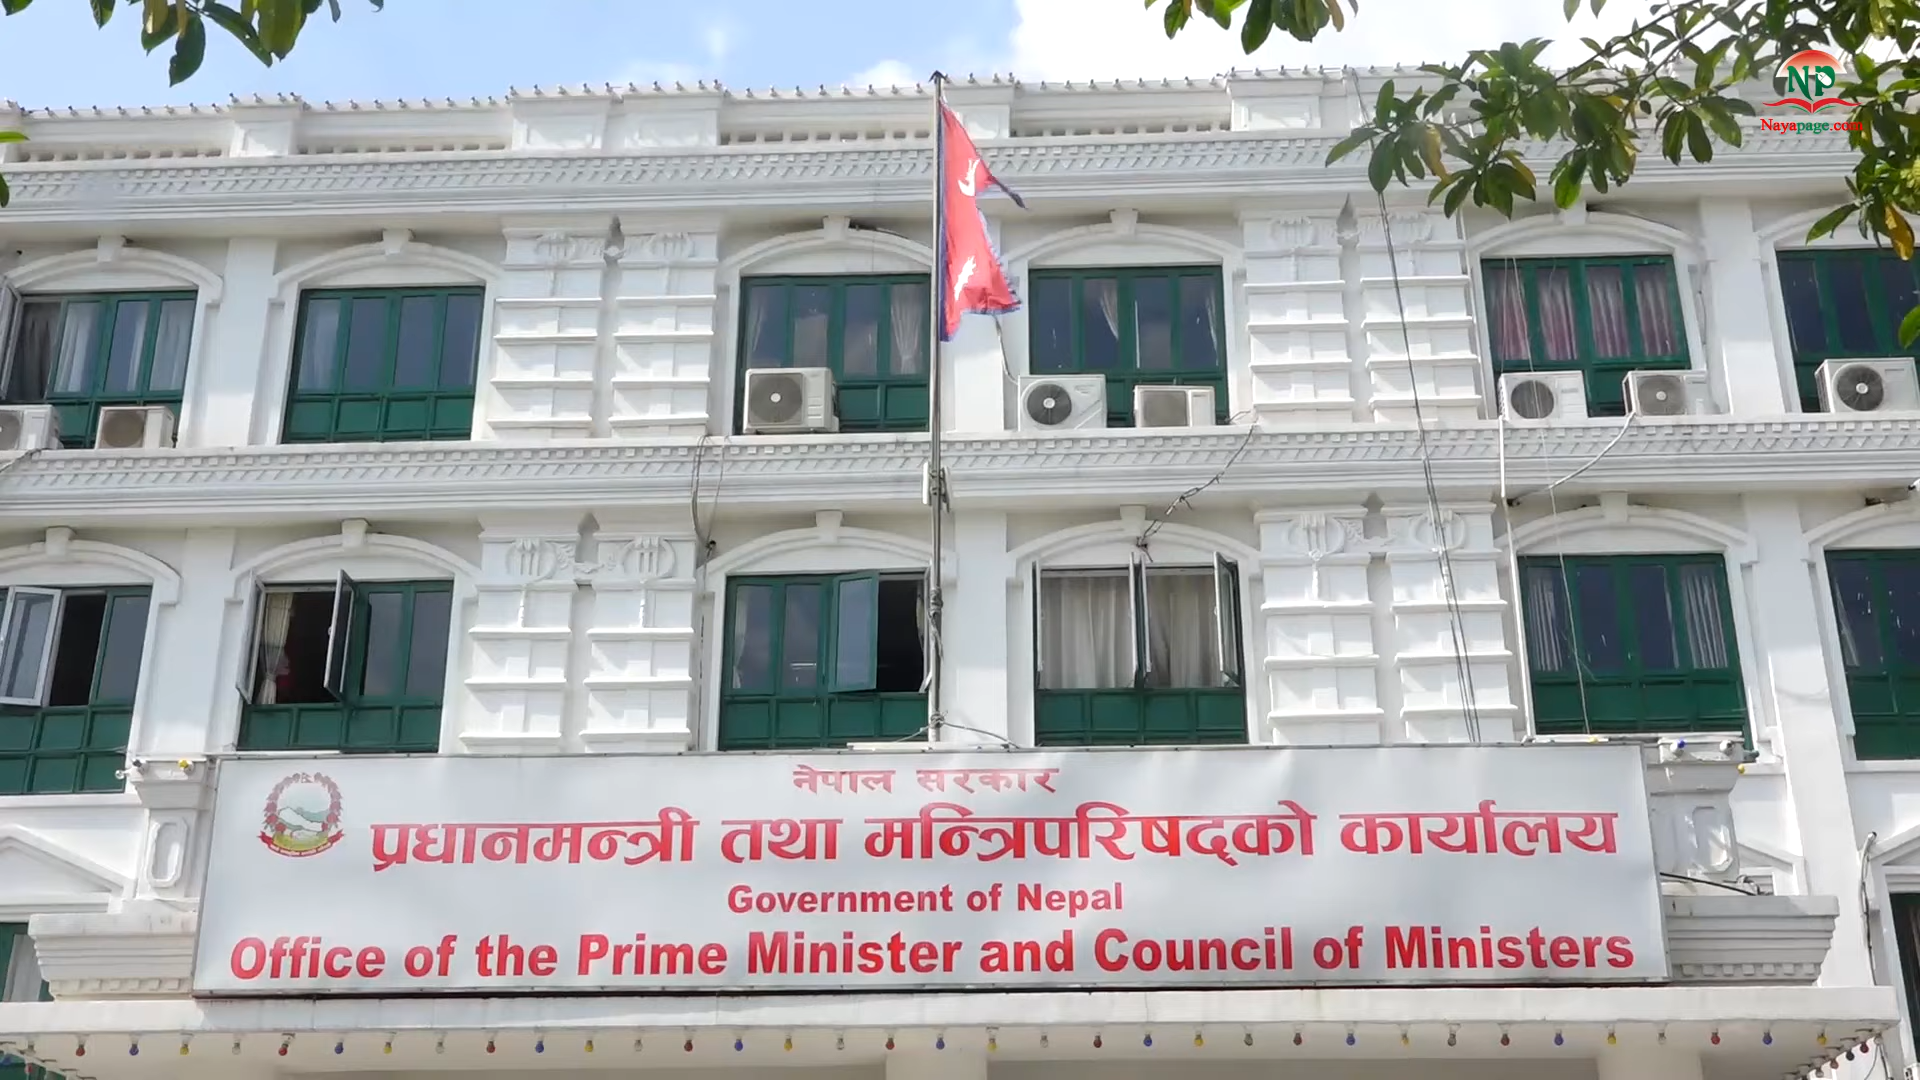 NP
Nayapage.com
नेपाल सरकार
प्रधानमन्त्री तथा मन्त्रिपरिषद्को कार्यालय
Government of Nepal
Office of the Prime Minister and Council of Ministers